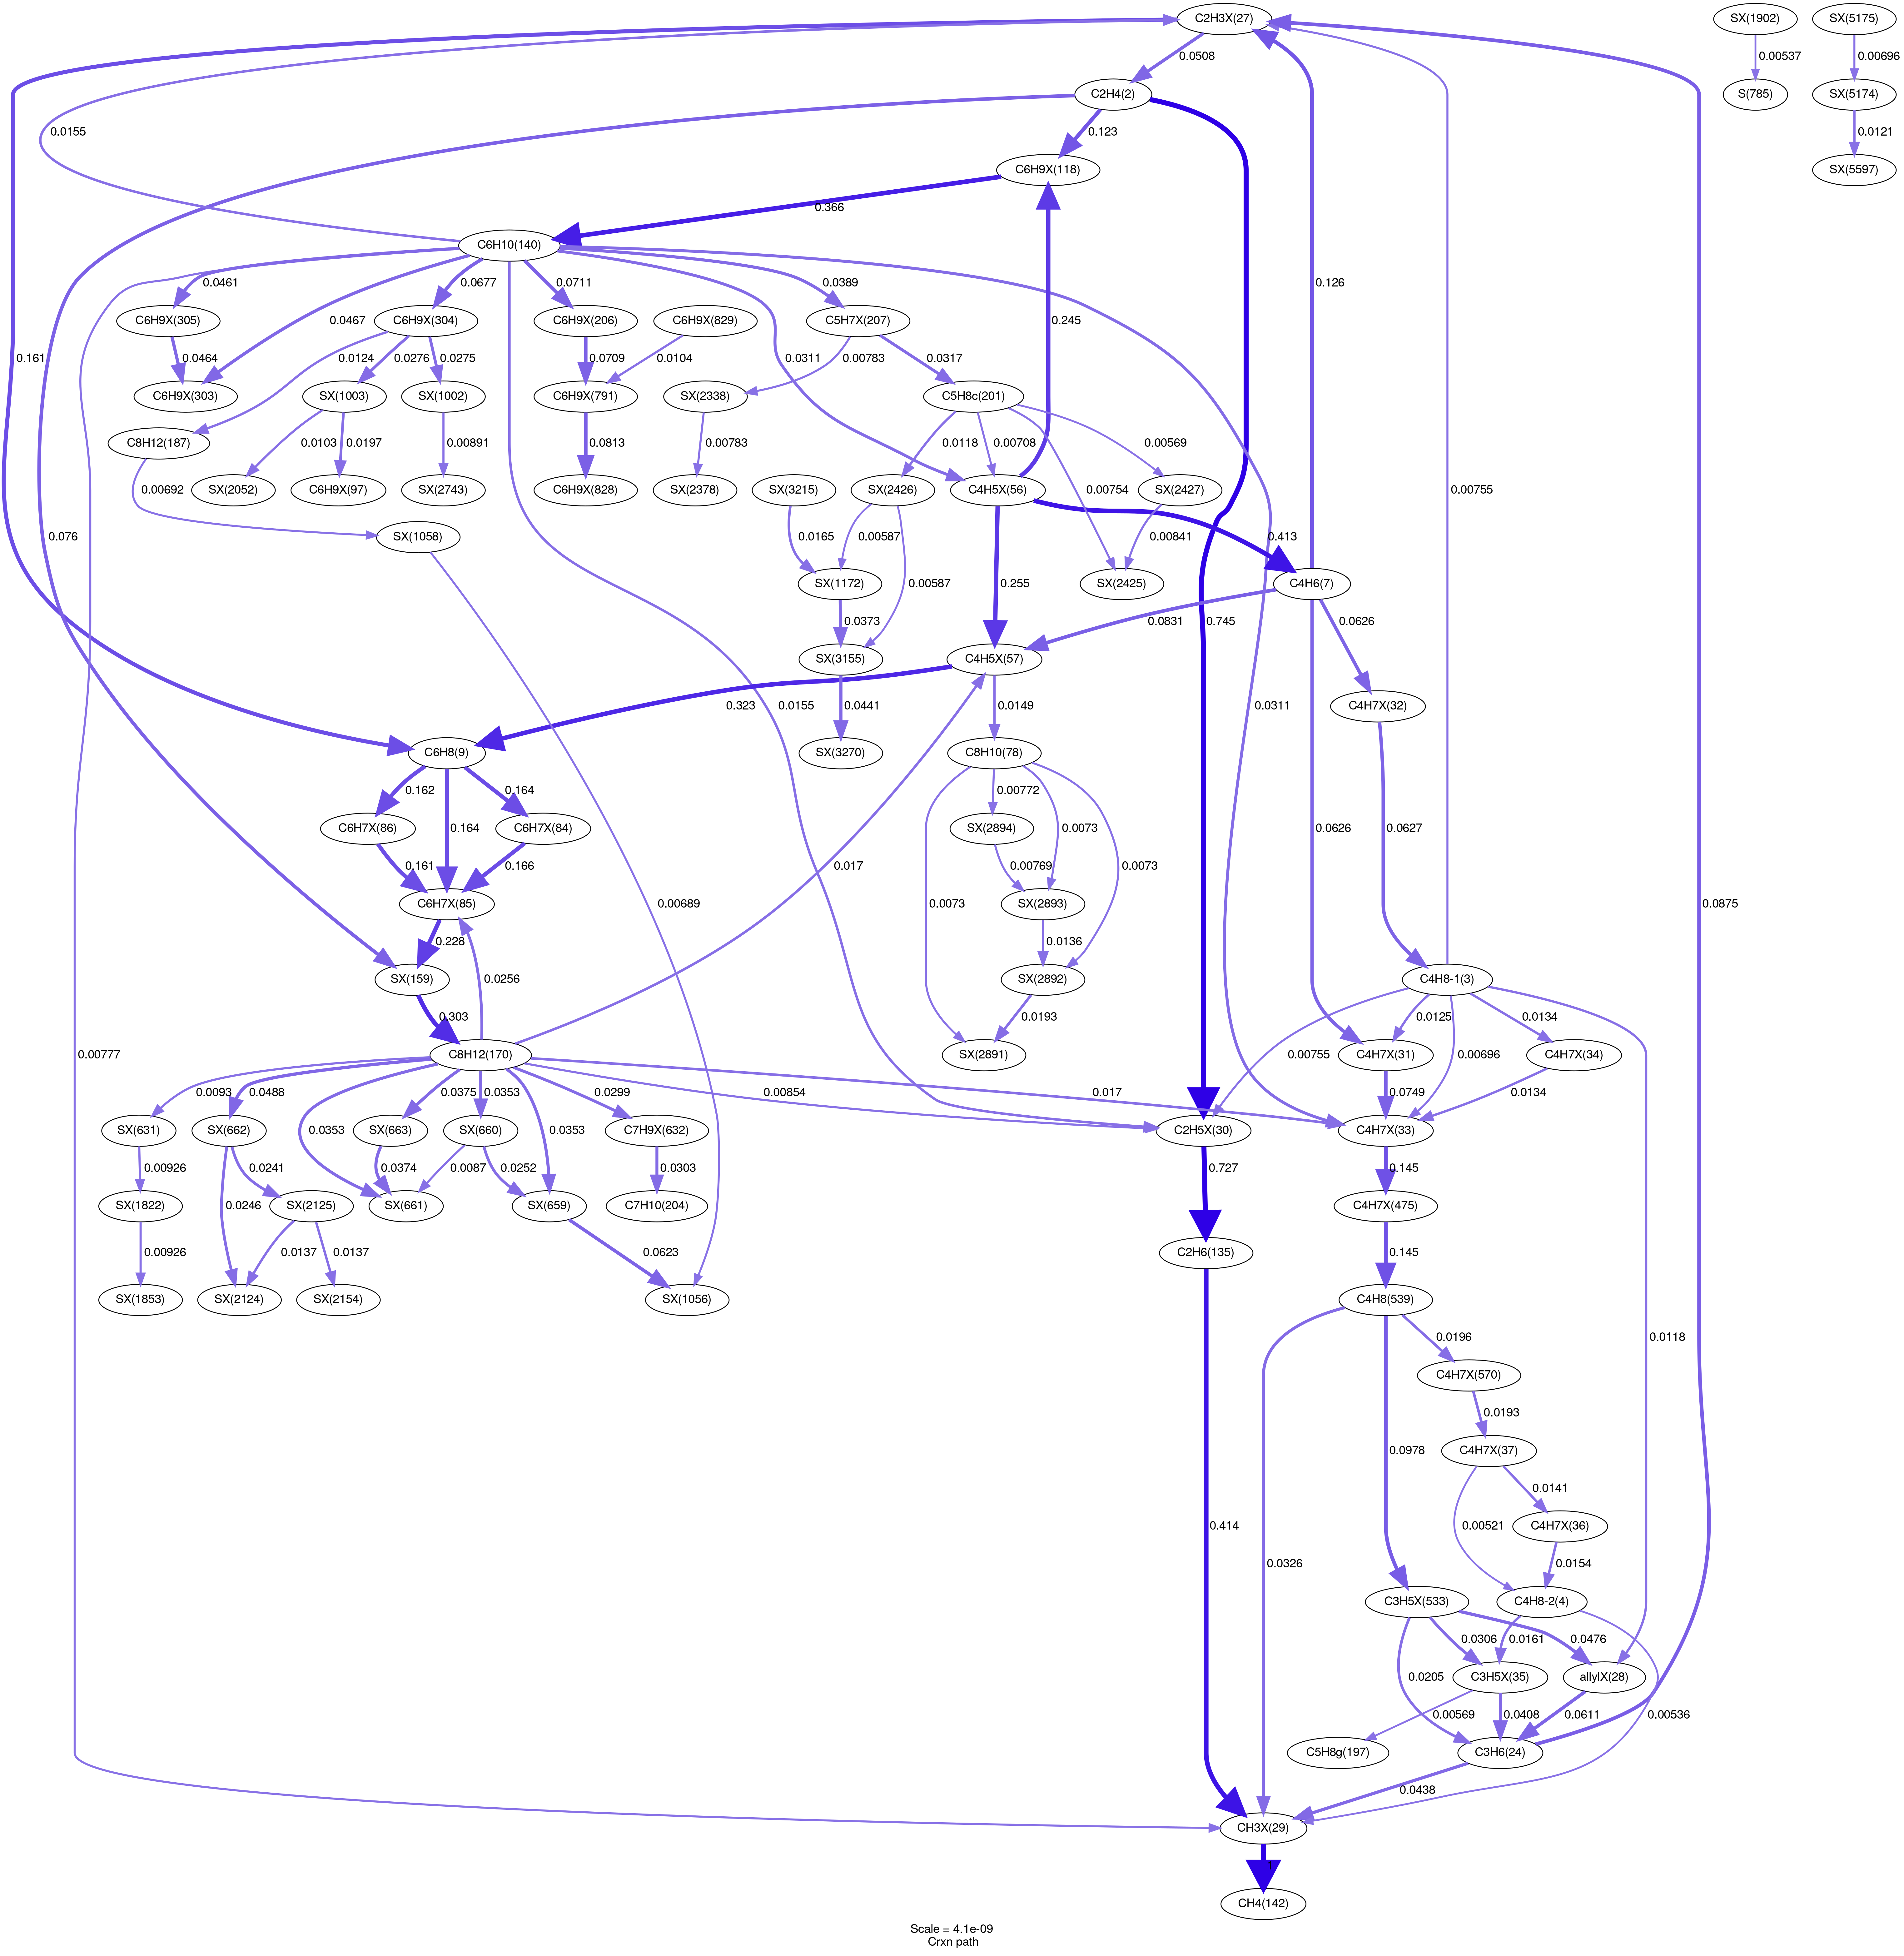 C2H3X(27)
SX(1902)
SX(5175)
0.0508
0.00537
0.00696
C2H4(2)
S(785)
SX(5174)
0.0155
0.123
0.0121
C6H9X(118)
SX(5597)
0.366
C6H10(140)
0.126
0.00755
0.0461
0.0677
0.0711
0.0389
C6H9X(305)
0.0467
C6H9X(304)
C6H9X(206)
C6H9X(829)
C5H7X(207)
0.245
0.161
0.0464
0.0124
0.0276
0.0275
0.0709
0.0104
0.0311
0.00783
0.0317
C6H9X(303)
SX(1003)
SX(1002)
C6H9X(791)
SX(2338)
C5H8c(201)
C8H12(187)
0.0103
0.0197
0.00891
0.0813
0.00783
0.0118
0.00708
0.00569
SX(2052)
C6H9X(97)
SX(2743)
C6H9X(828)
SX(2378)
SX(3215)
SX(2426)
C4H5X(56)
0.00754
SX(2427)
0.00692
SX(1058)
0.076
0.0165
0.00587
0.00841
0.745
0.413
SX(1172)
0.00587
0.255
SX(2425)
C4H6(7)
0.0373
0.0831
0.0626
SX(3155)
C4H5X(57)
0.0441
0.323
0.0149
0.0155
0.0311
0.0626
C4H7X(32)
C6H8(9)
SX(3270)
C8H10(78)
0.162
0.164
0.164
0.017
0.00772
0.0073
0.0073
0.0627
C6H7X(86)
C6H7X(84)
SX(2894)
0.161
0.166
0.00769
0.0073
C6H7X(85)
0.00689
SX(2893)
0.228
0.0256
0.0136
SX(159)
SX(2892)
C4H8-1(3)
0.303
0.0193
0.0125
0.0134
0.00777
C8H12(170)
SX(2891)
0.00755
C4H7X(31)
0.00696
C4H7X(34)
0.0093
0.0488
0.0375
0.0353
0.0299
0.00854
0.017
0.0749
0.0134
SX(631)
SX(662)
0.0353
SX(663)
SX(660)
0.0353
C7H9X(632)
C2H5X(30)
C4H7X(33)
0.00926
0.0241
0.0374
0.0087
0.0252
0.0303
0.727
0.145
SX(1822)
0.0246
SX(2125)
SX(661)
SX(659)
C7H10(204)
C4H7X(475)
0.00926
0.0137
0.0137
0.0623
C2H6(135)
0.145
SX(1853)
SX(2124)
SX(2154)
SX(1056)
C4H8(539)
0.0118
0.0875
0.0196
C4H7X(570)
0.0193
0.0978
C4H7X(37)
0.0141
0.414
0.0326
0.00521
C4H7X(36)
0.0154
C3H5X(533)
C4H8-2(4)
0.0306
0.0161
0.0476
0.0205
C3H5X(35)
allylX(28)
0.00569
0.0408
0.0611
0.00536
C5H8g(197)
C3H6(24)
0.0438
CH3X(29)
1
CH4(142)
Scale = 4.1e-09
Crxn path